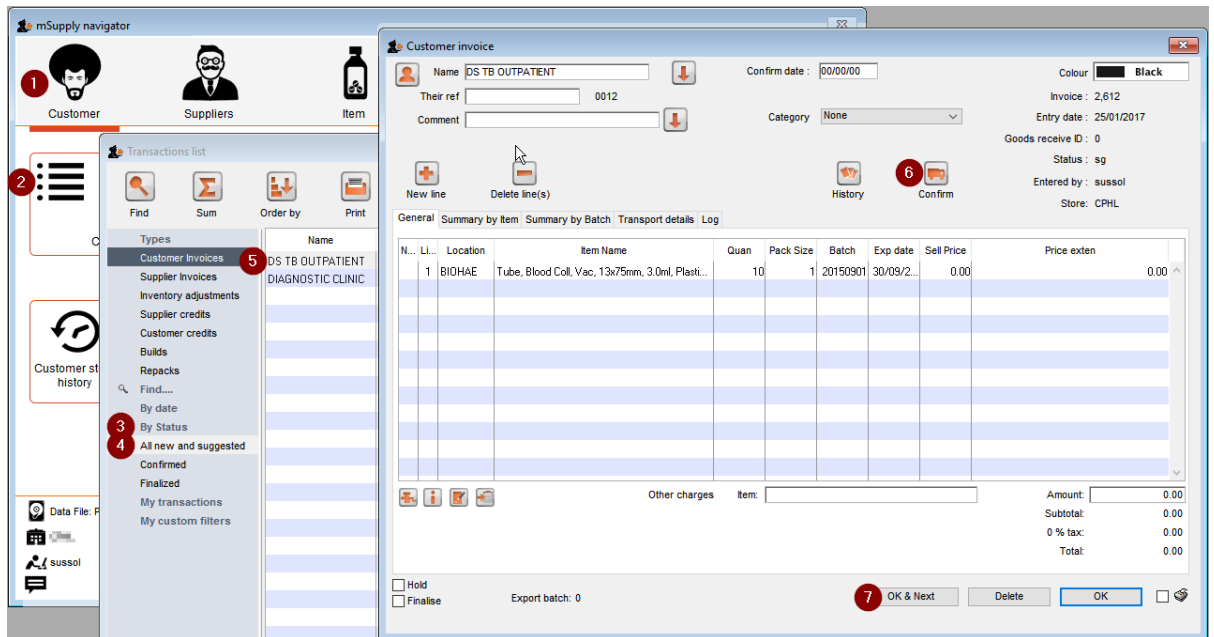 mSupply navigator
1
Customer
Suppliers
Item
2
C
Customer st
history
Data File: P
sussol
Transactions list
Find
Sum
Order by
Print
Types
Customer Invoices
Supplier Invoices
Inventory adjustments
Supplier credits
Customer credits
Builds
Repacks
Find....
By date
3 By Status
4 All new and suggested
Confirmed
Finalized
My transactions
My custom filters
Name
5 DS TB OUTPATIENT
DIAGNOSTIC CLINIC
Customer invoice
Name DS TB OUTPATIENT
Confirm date : 00/00/00
Colour Black
Their ref 0012
Invoice : 2,612
Comment
Category None
Entry date : 25/01/2017
Goods receive ID : 0
Status : sg
Entered by : sussol
Store: CPHL
New line
Delete line(s)
History
6 Confirm
General Summary by Item Summary by Batch Transport details Log
N... Li... Location Item Name Quan Pack Size Batch Exp date Sell Price Price exten
1 BIOHAE Tube, Blood Coll, Vac, 13x75mm, 3.0ml, Plasti... 10 1 20150901 30/09/2... 0.00 0.00
Other charges Item: Amount: 0.00
Subtotal: 0.00
0 % tax: 0.00
Total: 0.00
Hold
Finalise
Export batch: 0
7 OK & Next
Delete
OK